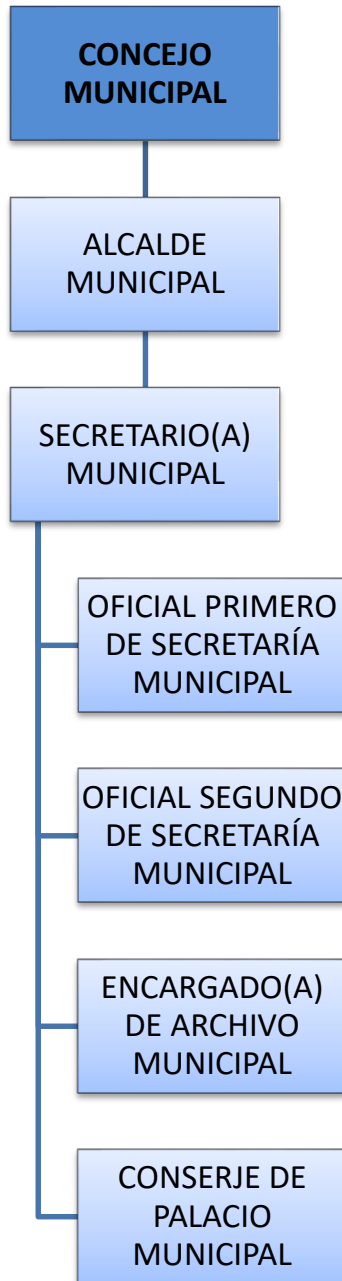 CONCEJO
MUNICIPAL
ALCALDE
MUNICIPAL
SECRETARIO(A)
MUNICIPAL
OFICIAL PRIMERO
DE SECRETARÍA
MUNICIPAL
OFICIAL SEGUNDO
DE SECRETARÍA
MUNICIPAL
ENCARGADO(A)
DE ARCHIVO
MUNICIPAL
CONSERJE DE
PALACIO
MUNICIPAL